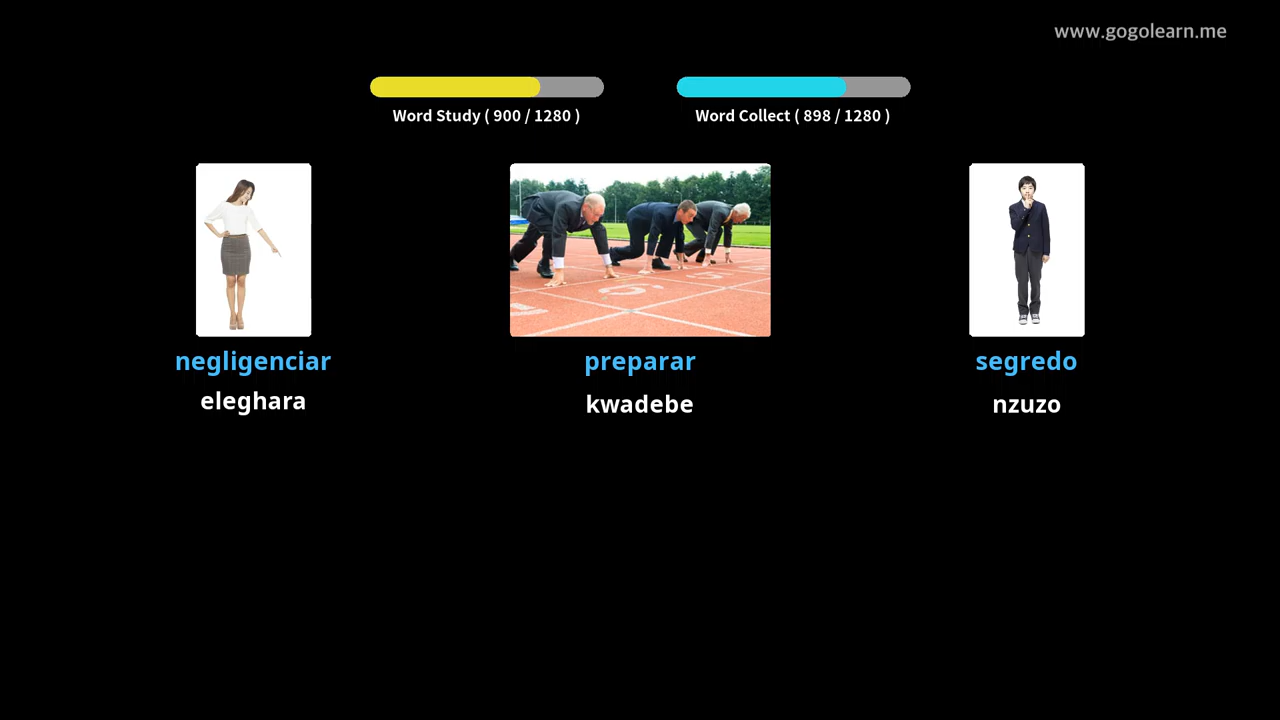 www.gogolearn.me
Word Study ( 900 / 1280 )
Word Collect ( 898 / 1280 )
negligenciar
eleghara
preparar
kwadebe
segredo
nzuzo